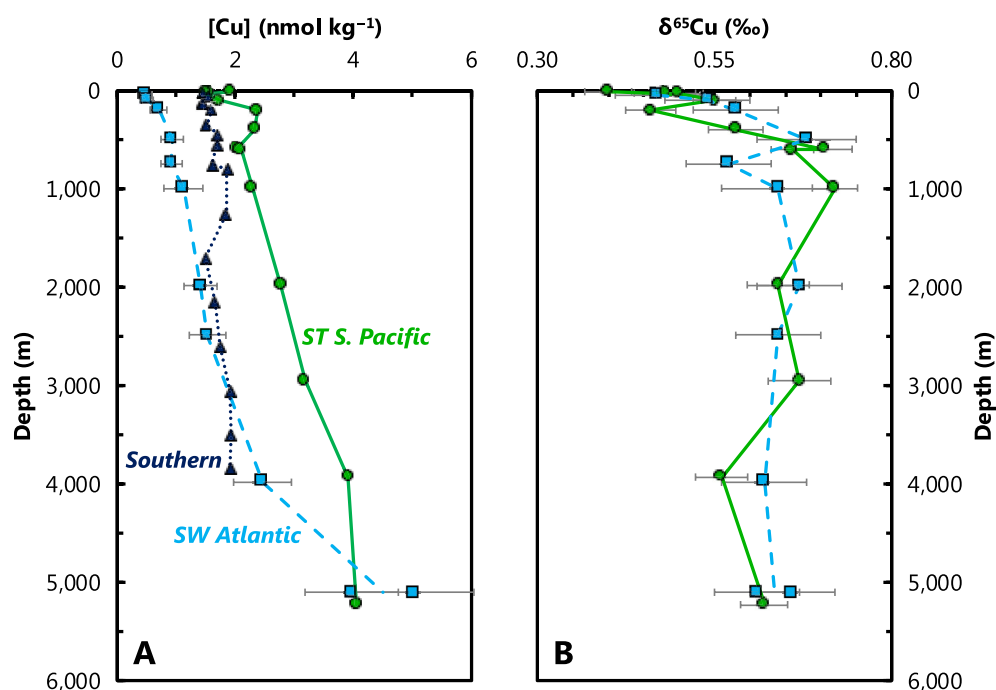 [Cu] (nmol kg⁻¹)
0 2 4 6
0
1,000
2,000
3,000
4,000
5,000
6,000
Depth (m)
ST S. Pacific
Southern
SW Atlantic
A
δ⁶⁵Cu (‰)
0.30 0.55 0.80
0
1,000
2,000
3,000
4,000
5,000
6,000
Depth (m)
B